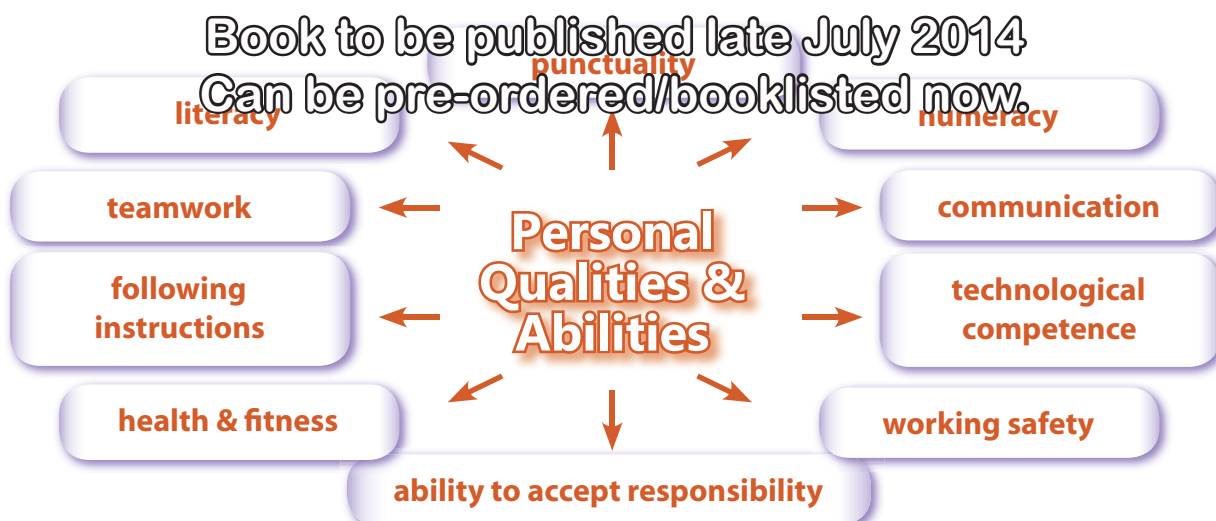 Book to be published late July 2014
punctuality
Can be pre-ordered/booklisted now.
literacy
numeracy
teamwork
communication
Personal
Qualities &
Abilities
following
instructions
technological
competence
health & fitness
working safety
ability to accept responsibility